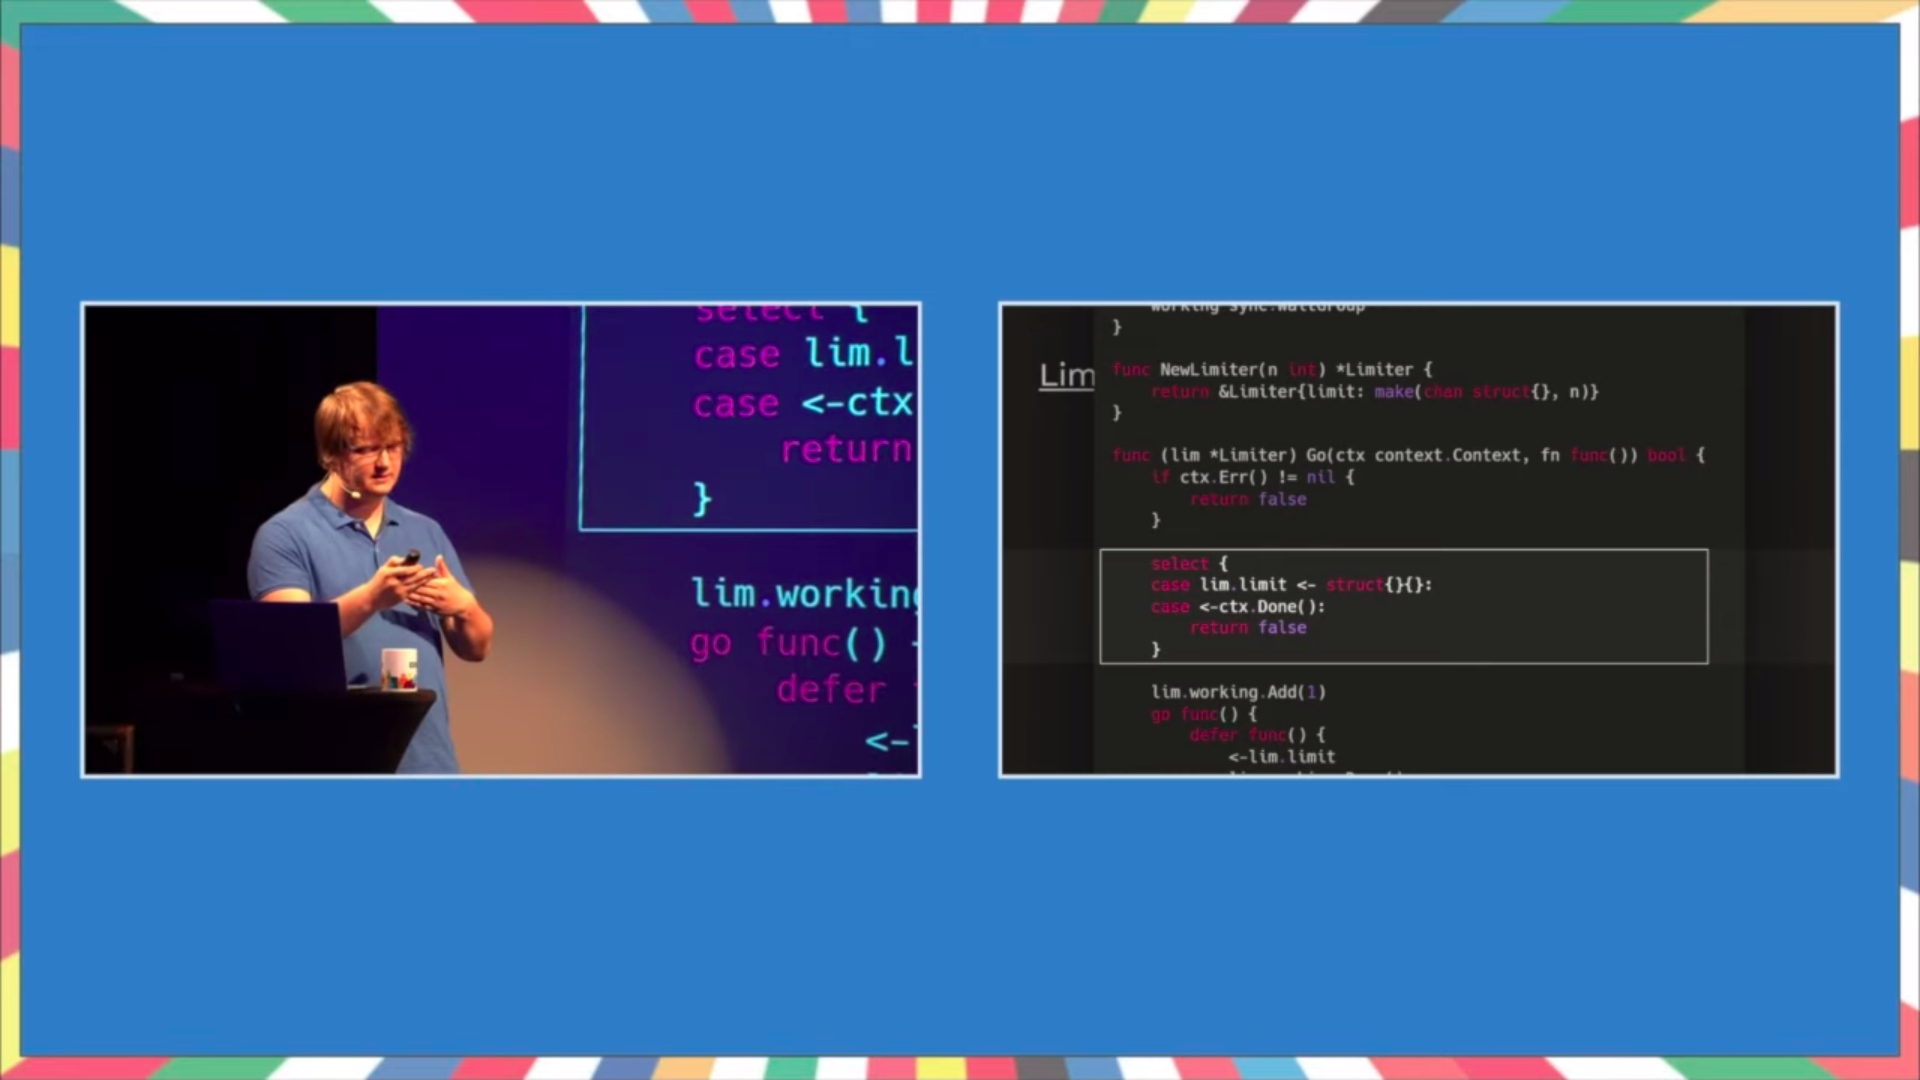 select {
case lim.l
case <-ctx
return
}
lim.working
go func()
defer
<-
working sync.WaitGroup
}
Lim
func NewLimiter(n int) *Limiter {
return &Limiter{limit: make(chan struct{}, n)}
}
func (lim *Limiter) Go(ctx context.Context, fn func()) bool {
if ctx.Err() != nil {
return false
}
select {
case lim.limit <- struct{}{}:
case <-ctx.Done():
return false
}
lim.working.Add(1)
go func() {
defer func() {
<-lim.limit